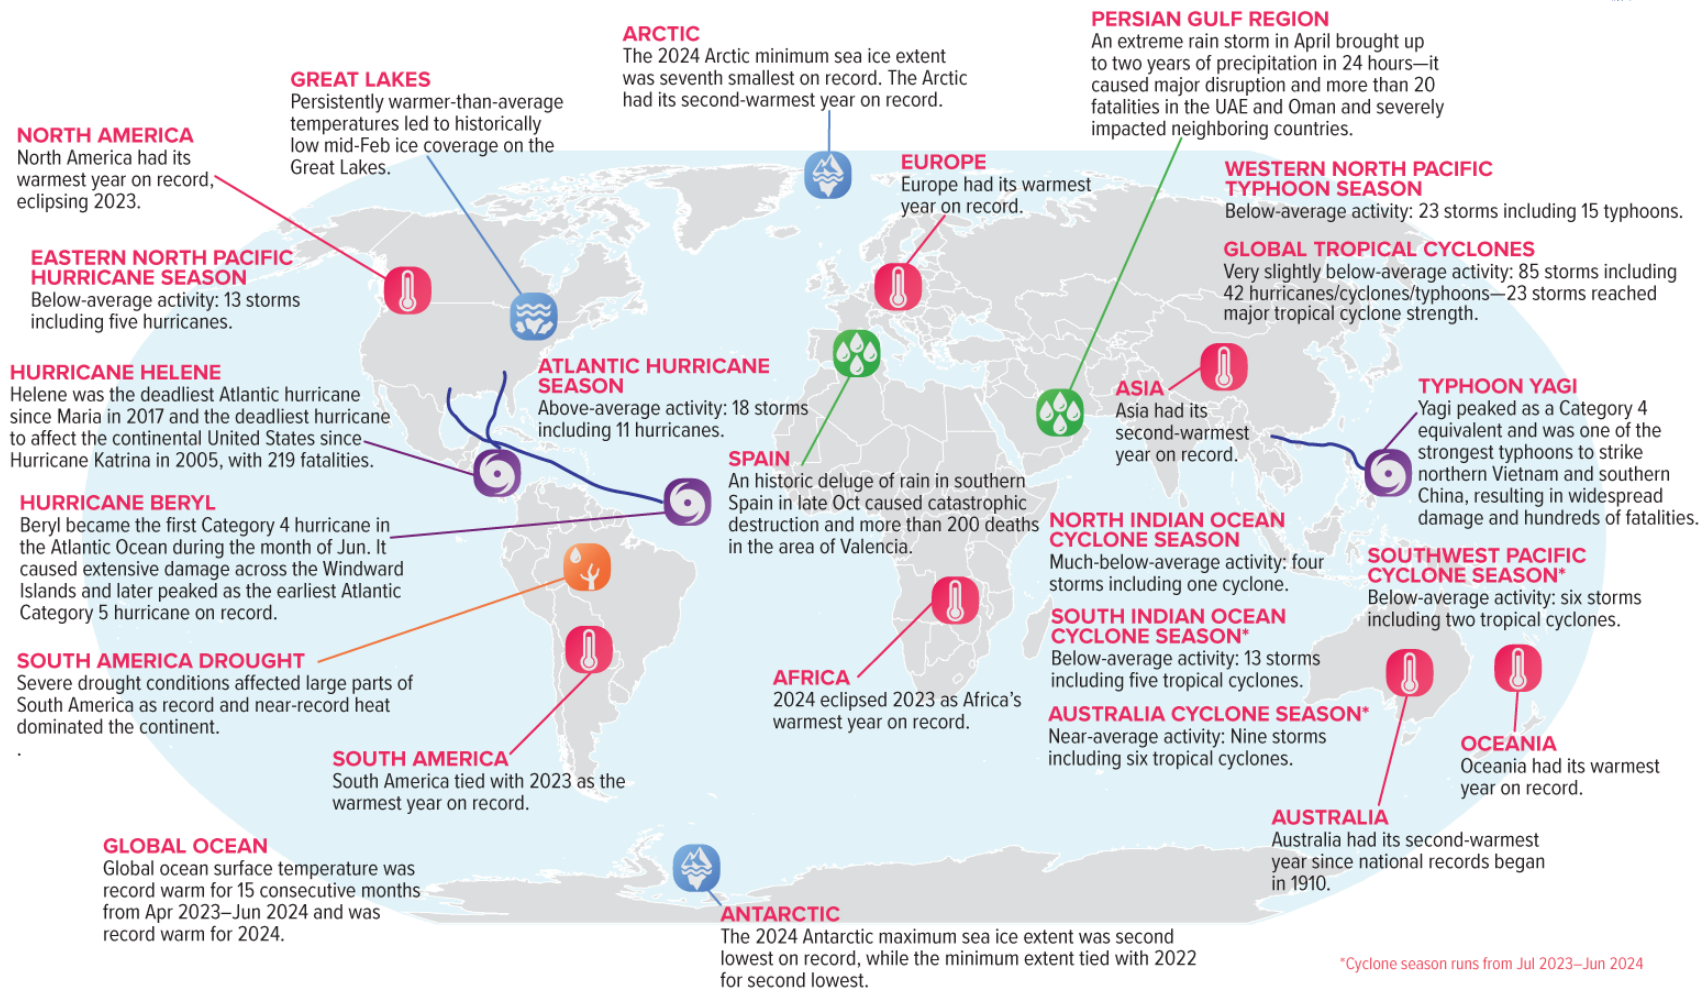 ARCTIC
The 2024 Arctic minimum sea ice extent
was seventh smallest on record. The Arctic
had its second-warmest year on record.
PERSIAN GULF REGION
An extreme rain storm in April brought up
to two years of precipitation in 24 hours—it
caused major disruption and more than 20
fatalities in the UAE and Oman and severely
impacted neighboring countries.
GREAT LAKES
Persistently warmer-than-average
temperatures led to historically
low mid-Feb ice coverage on the
Great Lakes.
NORTH AMERICA
North America had its
warmest year on record,
eclipsing 2023.
EUROPE
Europe had its warmest
year on record.
WESTERN NORTH PACIFIC
TYPHOON SEASON
Below-average activity: 23 storms including 15 typhoons.
GLOBAL TROPICAL CYCLONES
Very slightly below-average activity: 85 storms including
42 hurricanes/cyclones/typhoons—23 storms reached
major tropical cyclone strength.
EASTERN NORTH PACIFIC
HURRICANE SEASON
Below-average activity: 13 storms
including five hurricanes.
HURRICANE HELENE
Helene was the deadliest Atlantic hurricane
since Maria in 2017 and the deadliest hurricane
to affect the continental United States since
Hurricane Katrina in 2005, with 219 fatalities.
ATLANTIC HURRICANE
SEASON
Above-average activity: 18 storms
including 11 hurricanes.
ASIA
Asia had its
second-warmest
year on record.
TYPHOON YAGI
Yagi peaked as a Category 4
equivalent and was one of the
strongest typhoons to strike
northern Vietnam and southern
China, resulting in widespread
damage and hundreds of fatalities.
SPAIN
An historic deluge of rain in southern
Spain in late Oct caused catastrophic
destruction and more than 200 deaths
in the area of Valencia.
HURRICANE BERYL
Beryl became the first Category 4 hurricane in
the Atlantic Ocean during the month of Jun. It
caused extensive damage across the Windward
Islands and later peaked as the earliest Atlantic
Category 5 hurricane on record.
NORTH INDIAN OCEAN
CYCLONE SEASON
Much-below-average activity: four
storms including one cyclone.
SOUTHWEST PACIFIC
CYCLONE SEASON*
Below-average activity: six storms
including two tropical cyclones.
SOUTH INDIAN OCEAN
CYCLONE SEASON*
Below-average activity: 13 storms
including five tropical cyclones.
SOUTH AMERICA DROUGHT
Severe drought conditions affected large parts of
South America as record and near-record heat
dominated the continent.
.
AFRICA
2024 eclipsed 2023 as Africa's
warmest year on record.
AUSTRALIA CYCLONE SEASON*
Near-average activity: Nine storms
including six tropical cyclones.
OCEANIA
Oceania had its warmest
year on record.
SOUTH AMERICA
South America tied with 2023 as the
warmest year on record.
AUSTRALIA
Australia had its second-warmest
year since national records began
in 1910.
GLOBAL OCEAN
Global ocean surface temperature was
record warm for 15 consecutive months
from Apr 2023–Jun 2024 and was
record warm for 2024.
ANTARCTIC
The 2024 Antarctic maximum sea ice extent was second
lowest on record, while the minimum extent tied with 2022
for second lowest.
*Cyclone season runs from Jul 2023–Jun 2024